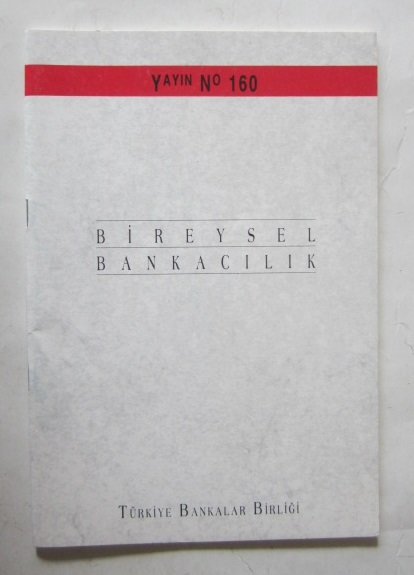 YAYIN NO 160
BİREYSEL
BANKACILIK
TÜRKİYE BANKALAR BİRLİĞİ